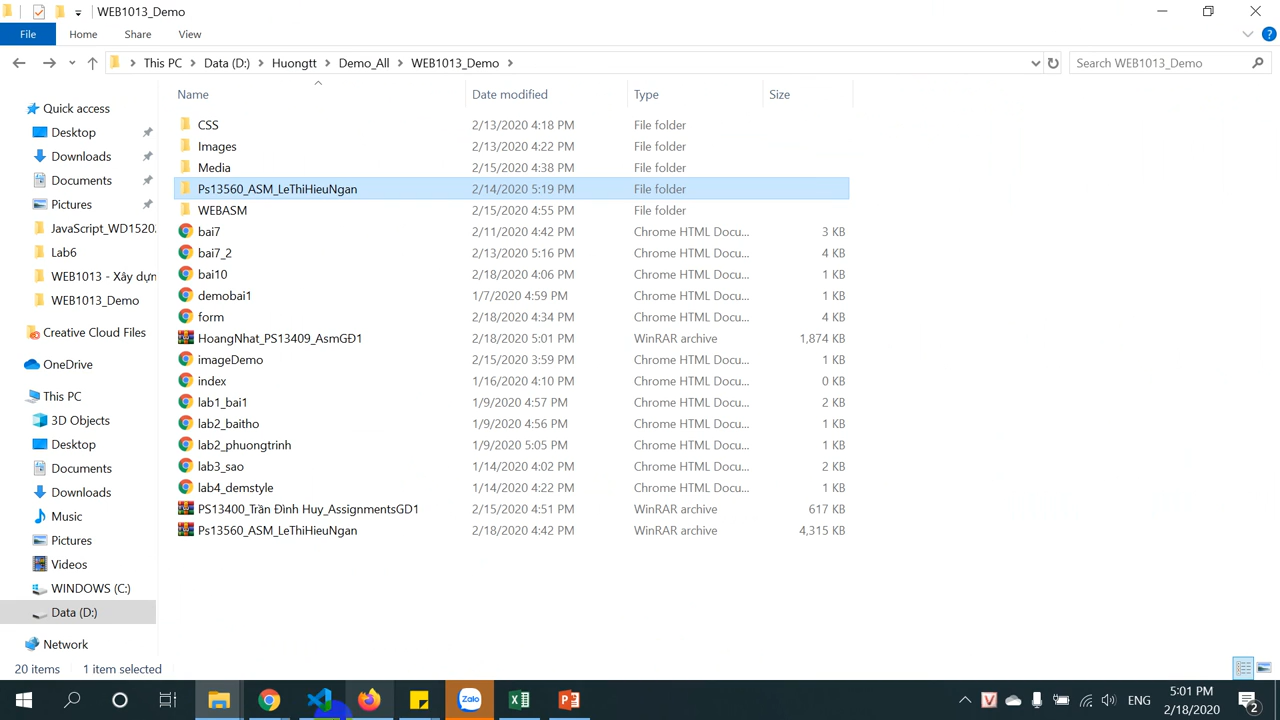 WEB1013_Demo
File Home Share View
This PC Data (D:) Huongtt Demo_All WEB1013_Demo Search WEB1013_Demo
Name Date modified Type Size
Quick access
Desktop
Downloads
Documents
Pictures
JavaScript_WD1520.
Lab6
WEB1013 - Xây dựn
WEB1013_Demo
Creative Cloud Files
OneDrive
This PC
3D Objects
Desktop
Documents
Downloads
Music
Pictures
Videos
WINDOWS (C:)
Data (D:)
Network
CSS 2/13/2020 4:18 PM File folder
Images 2/13/2020 4:22 PM File folder
Media 2/15/2020 4:38 PM File folder
Ps13560_ASM_LeThiHieuNgan 2/14/2020 5:19 PM File folder
WEBASM 2/15/2020 4:55 PM File folder
bai7 2/11/2020 4:42 PM Chrome HTML Docu... 3 KB
bai7_2 2/13/2020 5:16 PM Chrome HTML Docu... 4 KB
bai10 2/18/2020 4:06 PM Chrome HTML Docu... 1 KB
demobai1 1/7/2020 4:59 PM Chrome HTML Docu... 1 KB
form 2/18/2020 4:34 PM Chrome HTML Docu... 4 KB
HoangNhat_PS13409_AsmGĐ1 2/18/2020 5:01 PM WinRAR archive 1,874 KB
imageDemo 2/15/2020 3:59 PM Chrome HTML Docu... 1 KB
index 1/16/2020 4:10 PM Chrome HTML Docu... 0 KB
lab1_bai1 1/9/2020 4:57 PM Chrome HTML Docu... 2 KB
lab2_baitho 1/9/2020 4:56 PM Chrome HTML Docu... 1 KB
lab2_phuongtrinh 1/9/2020 5:05 PM Chrome HTML Docu... 1 KB
lab3_sao 1/14/2020 4:02 PM Chrome HTML Docu... 2 KB
lab4_demstyle 1/14/2020 4:22 PM Chrome HTML Docu... 1 KB
PS13400_Trần Đình Huy_AssignmentsGD1 2/15/2020 4:51 PM WinRAR archive 617 KB
Ps13560_ASM_LeThiHieuNgan 2/18/2020 4:42 PM WinRAR archive 4,315 KB
20 items 1 item selected
Zalo
ENG
5:01 PM
2/18/2020
2